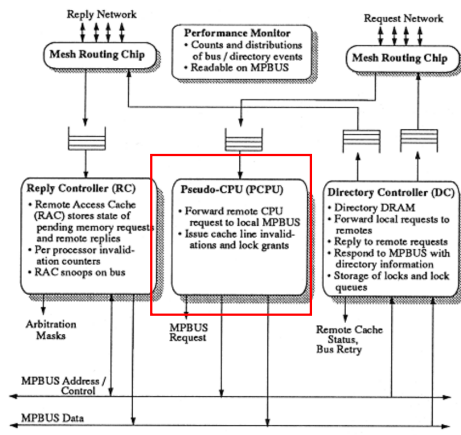 Reply Network
Request Network
Mesh Routing Chip
Performance Monitor
• Counts and distributions
of bus / directory events
• Readable on MPBUS
Mesh Routing Chip
Reply Controller (RC)
• Remote Access Cache
(RAC) stores state of
pending memory requests
and remote replies
• Per processor invalid-
ation counters
• RAC snoops on bus
Pseudo-CPU (PCPU)
• Forward remote CPU
request to local MPBUS
• Issue cache line invalid-
ations and lock grants
Directory Controller (DC)
• Directory DRAM
• Forward local requests to
remotes
• Reply to remote requests
• Respond to MPBUS with
directory information
• Storage of locks and lock
queues
Arbitration
Masks
MPBUS
Request
Remote Cache
Status,
Bus Retry
MPBUS Address /
Control
MPBUS Data